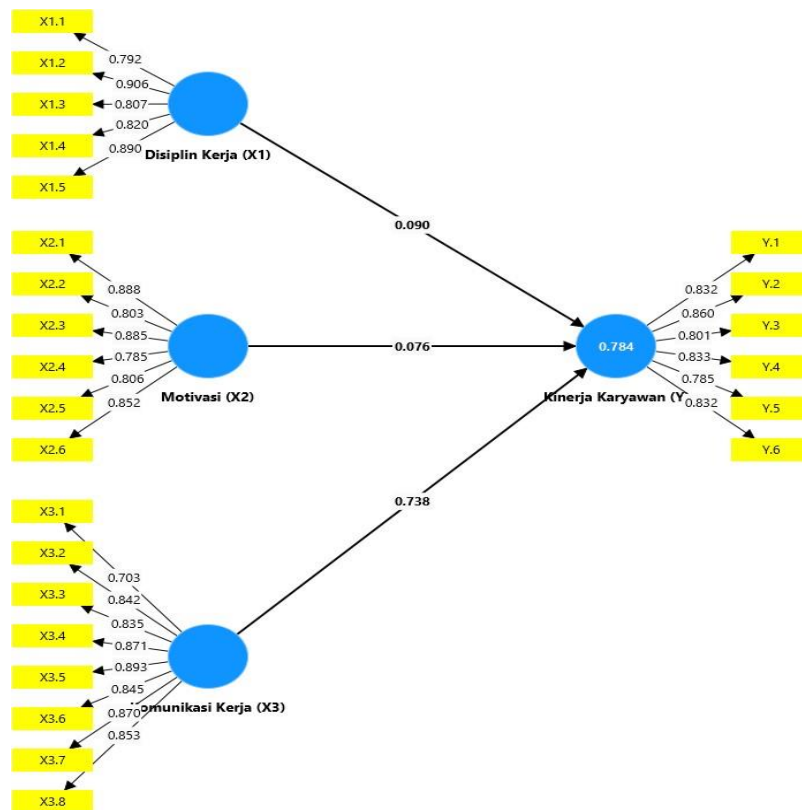 X1.1
0.792
X1.2
0.906
X1.3
0.807
X1.4
0.820
X1.5
0.890
Disiplin Kerja (X1)
0.090
X2.1
0.888
X2.2
0.803
X2.3
0.885
X2.4
0.785
X2.5
0.806
X2.6
0.852
Motivasi (X2)
0.076
X3.1
0.703
X3.2
0.842
X3.3
0.835
X3.4
0.871
X3.5
0.893
X3.6
0.845
X3.7
0.870
X3.8
0.853
omunikasi Kerja (X3)
0.738
0.784
Kinerja Karyawan (Y
Y.1
0.832
Y.2
0.860
Y.3
0.801
Y.4
0.833
Y.5
0.785
Y.6
0.832